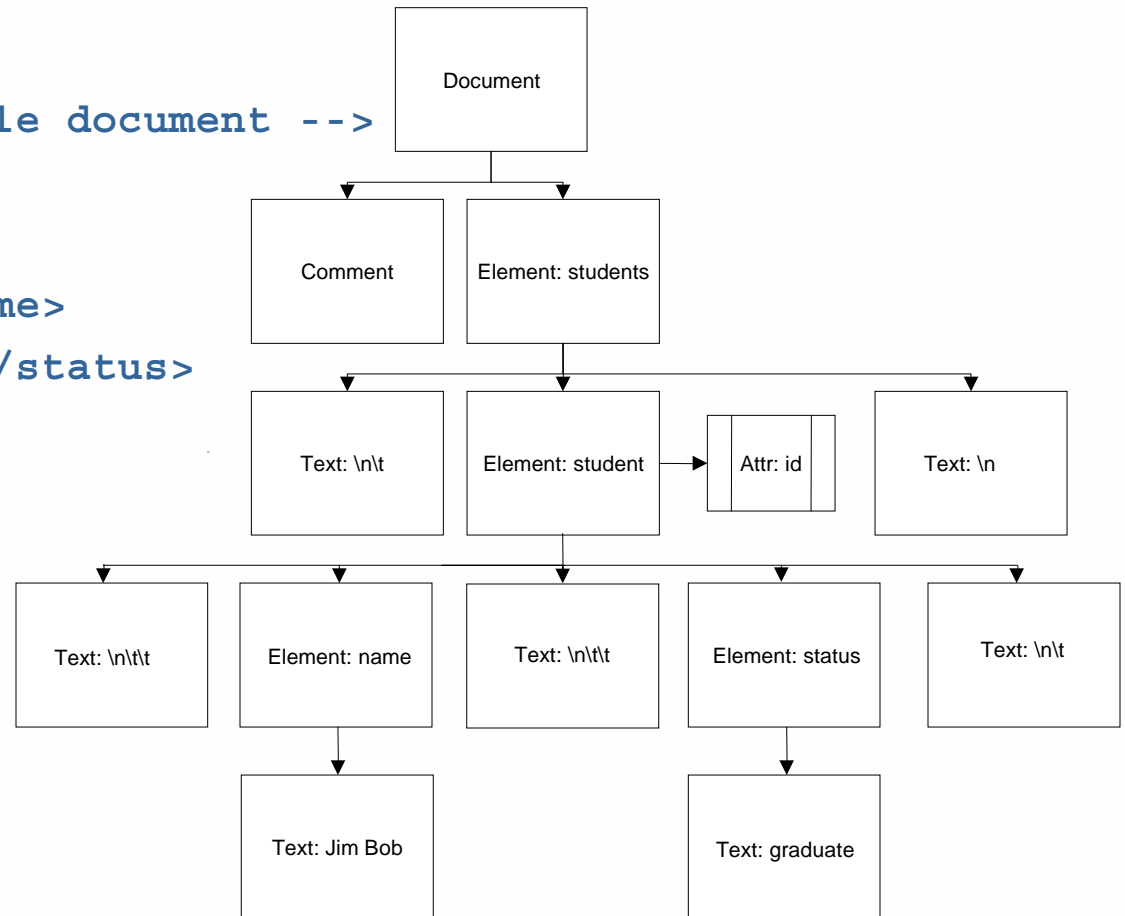 Document
le document -->
Comment
Element: students
me>
/status>
Text: \n\t
Element: student
Attr: id
Text: \n
Text: \n\t\t
Element: name
Text: \n\t\t
Element: status
Text: \n\t
Text: Jim Bob
Text: graduate